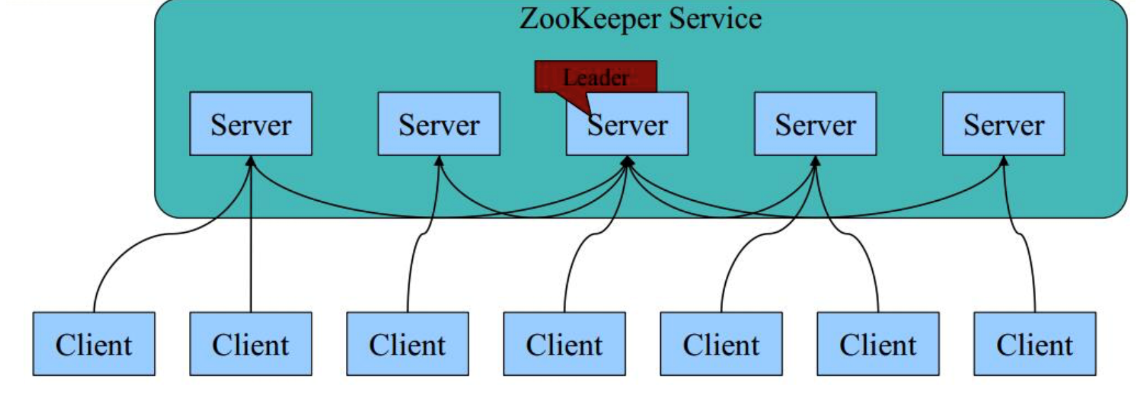 ZooKeeper Service
Leader
Server Server Server Server Server
Client Client Client Client Client Client Client